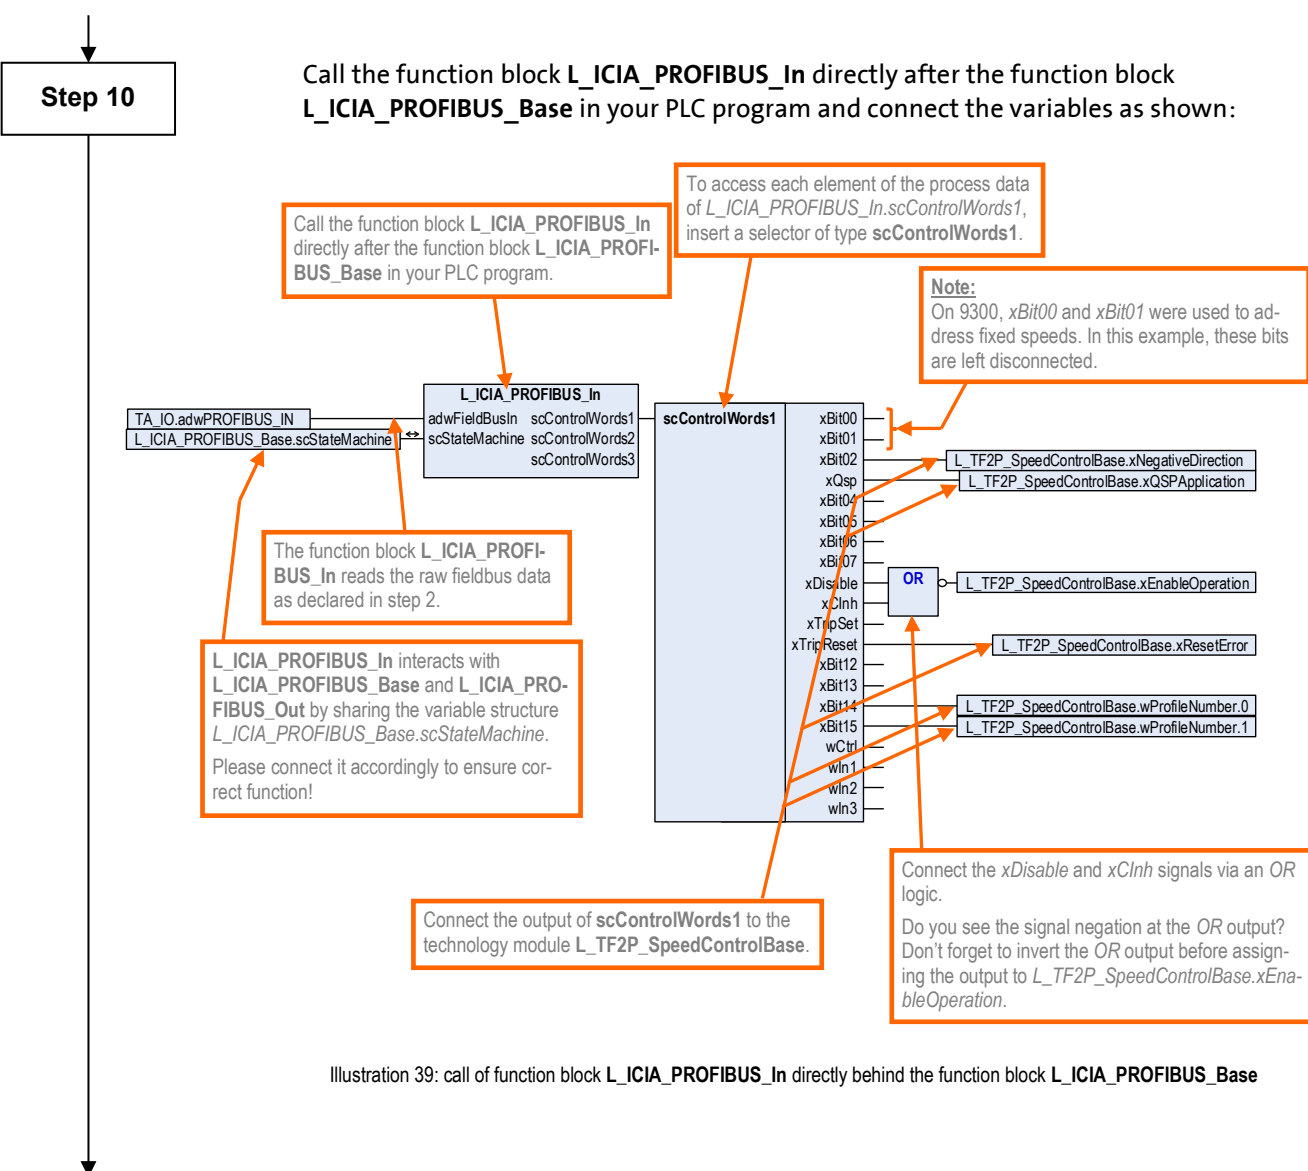 Step 10
Call the function block L_ICIA_PROFIBUS_In directly after the function block
L_ICIA_PROFIBUS_Base in your PLC program and connect the variables as shown:
To access each element of the process data
of L_ICIA_PROFIBUS_In.scControlWords1,
insert a selector of type scControlWords1.
Call the function block L_ICIA_PROFIBUS_In
directly after the function block L_ICIA_PROFI-
BUS_Base in your PLC program.
Note:
On 9300, xBit00 and xBit01 were used to ad-
dress fixed speeds. In this example, these bits
are left disconnected.
TA_IO.adwPROFIBUS_IN
L_ICIA_PROFIBUS_Base.scStateMachine
L_ICIA_PROFIBUS_In
adwFieldBusIn scControlWords1
scStateMachine scControlWords2
scControlWords3
scControlWords1
xBit00
xBit01
xBit02
xQsp
xBit04
xBit05
xBit06
xBit07
xDisable
xCInh
xTripSet
xTripReset
xBit12
xBit13
xBit14
xBit15
wCtrl
wIn1
wIn2
wIn3
OR
L_TF2P_SpeedControlBase.xNegativeDirection
L_TF2P_SpeedControlBase.xQSPApplication
L_TF2P_SpeedControlBase.xEnableOperation
L_TF2P_SpeedControlBase.xResetError
L_TF2P_SpeedControlBase.wProfileNumber.0
L_TF2P_SpeedControlBase.wProfileNumber.1
The function block L_ICIA_PROFI-
BUS_In reads the raw fieldbus data
as declared in step 2.
L_ICIA_PROFIBUS_In interacts with
L_ICIA_PROFIBUS_Base and L_ICIA_PRO-
FIBUS_Out by sharing the variable structure
L_ICIA_PROFIBUS_Base.scStateMachine.
Please connect it accordingly to ensure cor-
rect function!
Connect the output of scControlWords1 to the
technology module L_TF2P_SpeedControlBase.
Connect the xDisable and xCInh signals via an OR
logic.
Do you see the signal negation at the OR output?
Don't forget to invert the OR output before assign-
ing the output to L_TF2P_SpeedControlBase.xEna-
bleOperation.
Illustration 39: call of function block L_ICIA_PROFIBUS_In directly behind the function block L_ICIA_PROFIBUS_Base